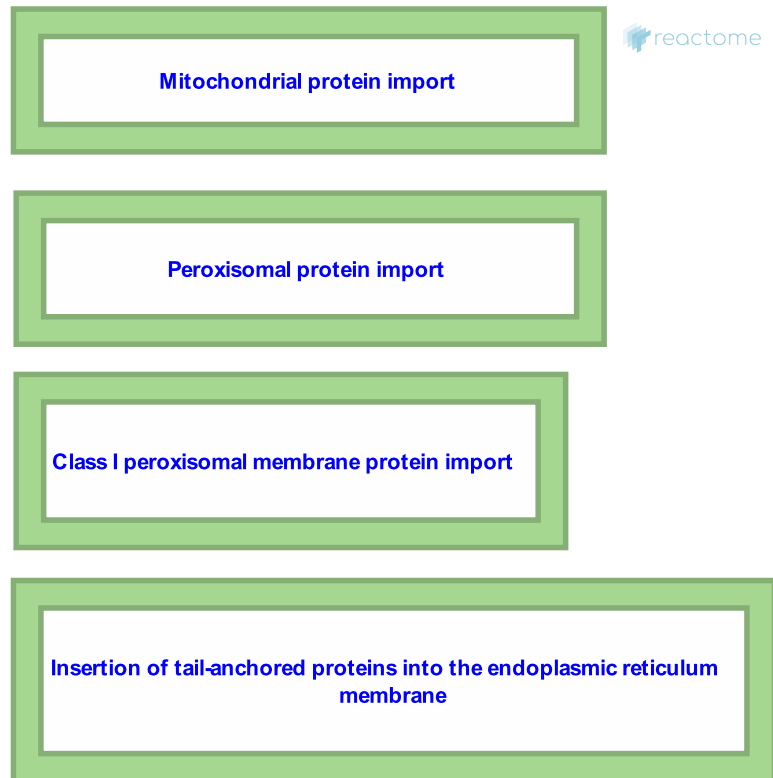 Mitochondrial protein import
reactome
Peroxisomal protein import
Class I peroxisomal membrane protein import
Insertion of tail-anchored proteins into the endoplasmic reticulum
membrane